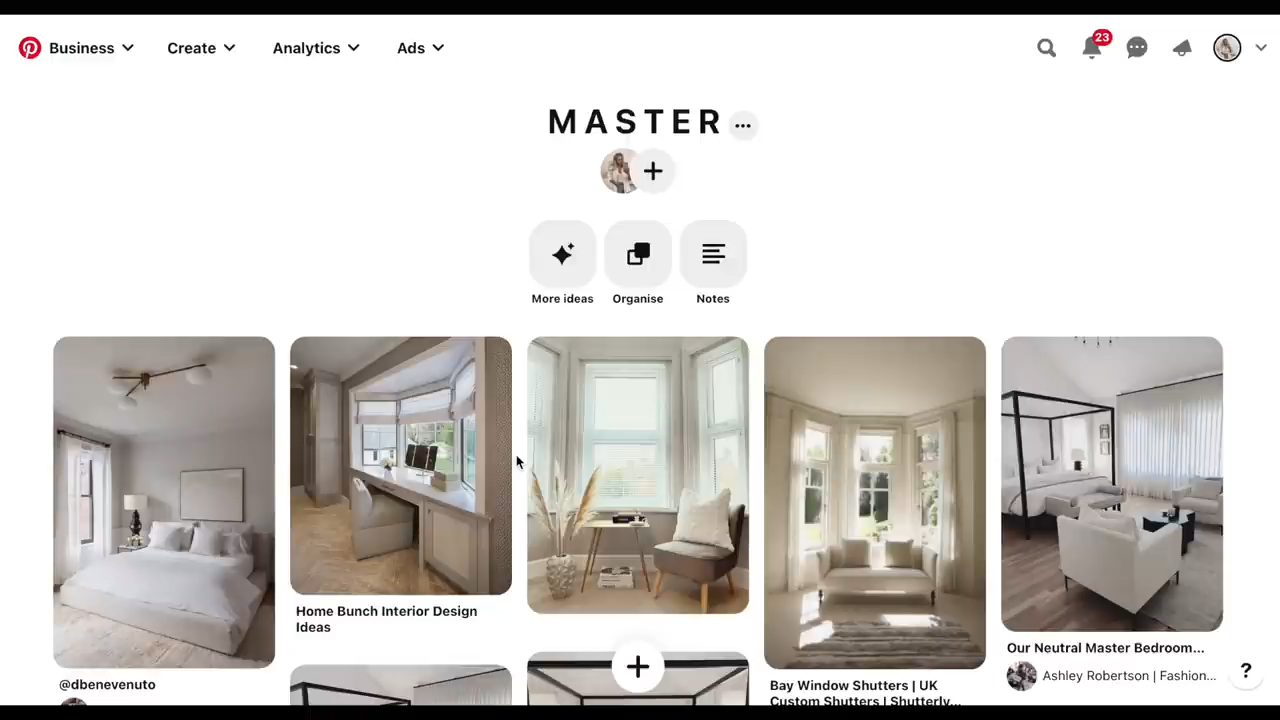 Business
Create
Analytics
Ads
23
MASTER
More ideas
Organise
Notes
Home Bunch Interior Design
Ideas
@dbenevenuto
Bay Window Shutters | UK
Custom Shutters | Shutterly...
Our Neutral Master Bedroom...
Ashley Robertson | Fashion...
?